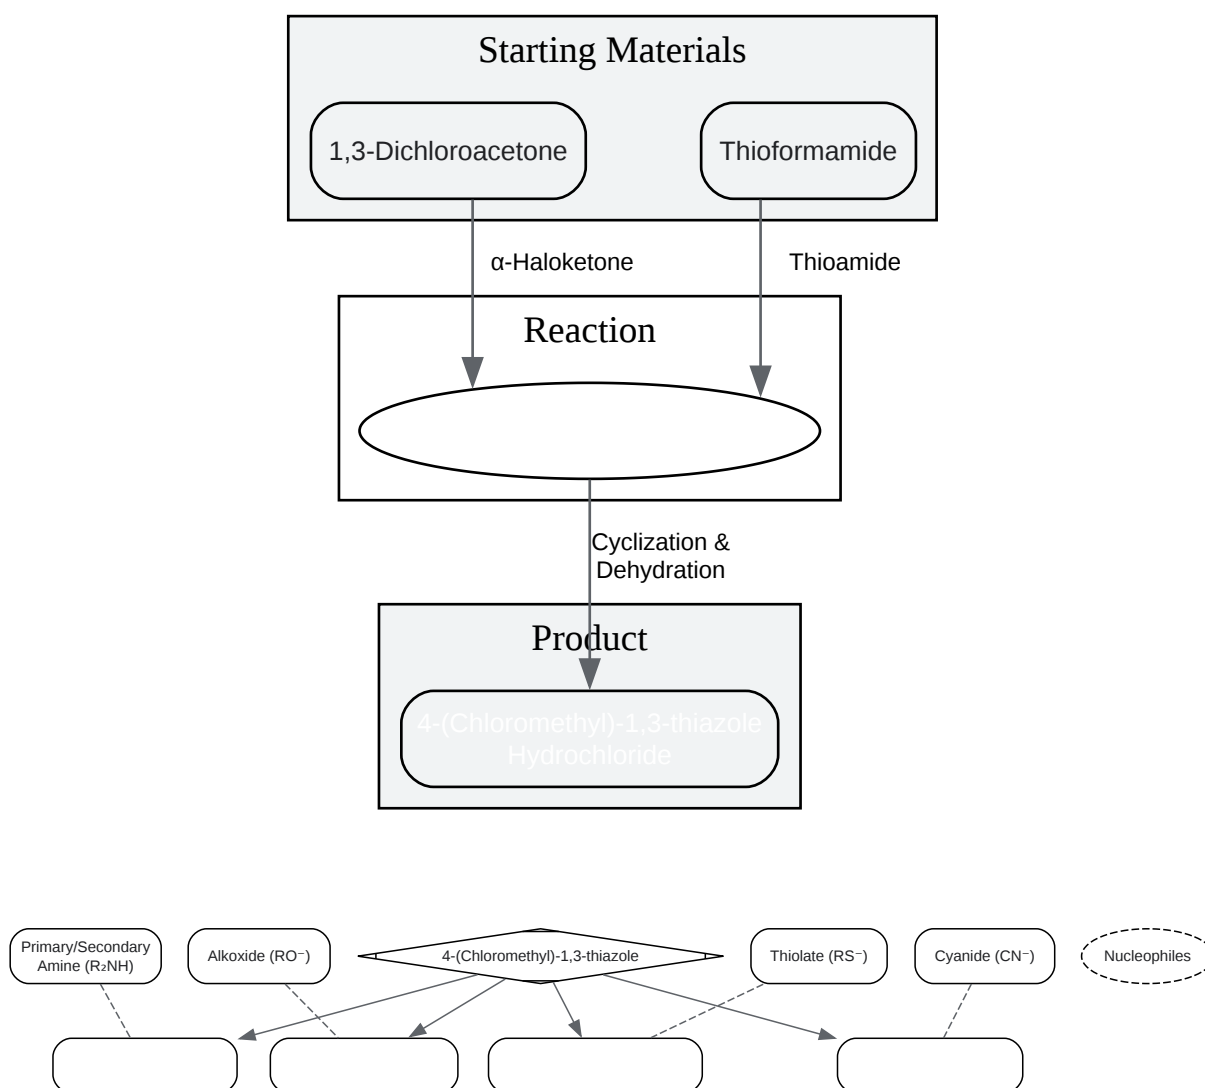 Starting Materials
1,3-Dichloroacetone
Thioformamide
α-Haloketone
Thioamide
Reaction
Cyclization &
Dehydration
Product
4-(Chloromethyl)-1,3-thiazole
Hydrochloride
Primary/Secondary
Amine (R₂NH)
Alkoxide (RO⁻)
4-(Chloromethyl)-1,3-thiazole
Thiolate (RS⁻)
Cyanide (CN⁻)
Nucleophiles